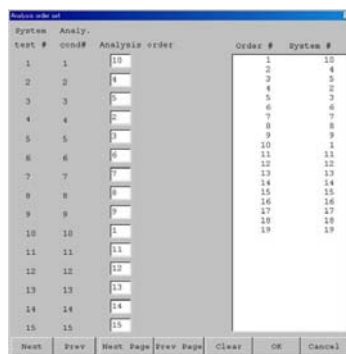 Analysis order set
System Analy.
test # cond# Analysis order
1 1 10
2 2 4
3 3 5
4 4 2
5 5 3
6 6 6
7 7 7
8 8 8
9 9 9
10 10 1
11 11 11
12 12 12
13 13 13
14 14 14
15 15 15
Order # System #
1 10
2 4
3 5
4 2
5 3
6 6
7 7
8 8
9 9
10 1
11 11
12 12
13 13
14 14
15 15
16 16
17 17
18 18
19 19
Next Prev Next Page Prev Page Clear OK Cancel